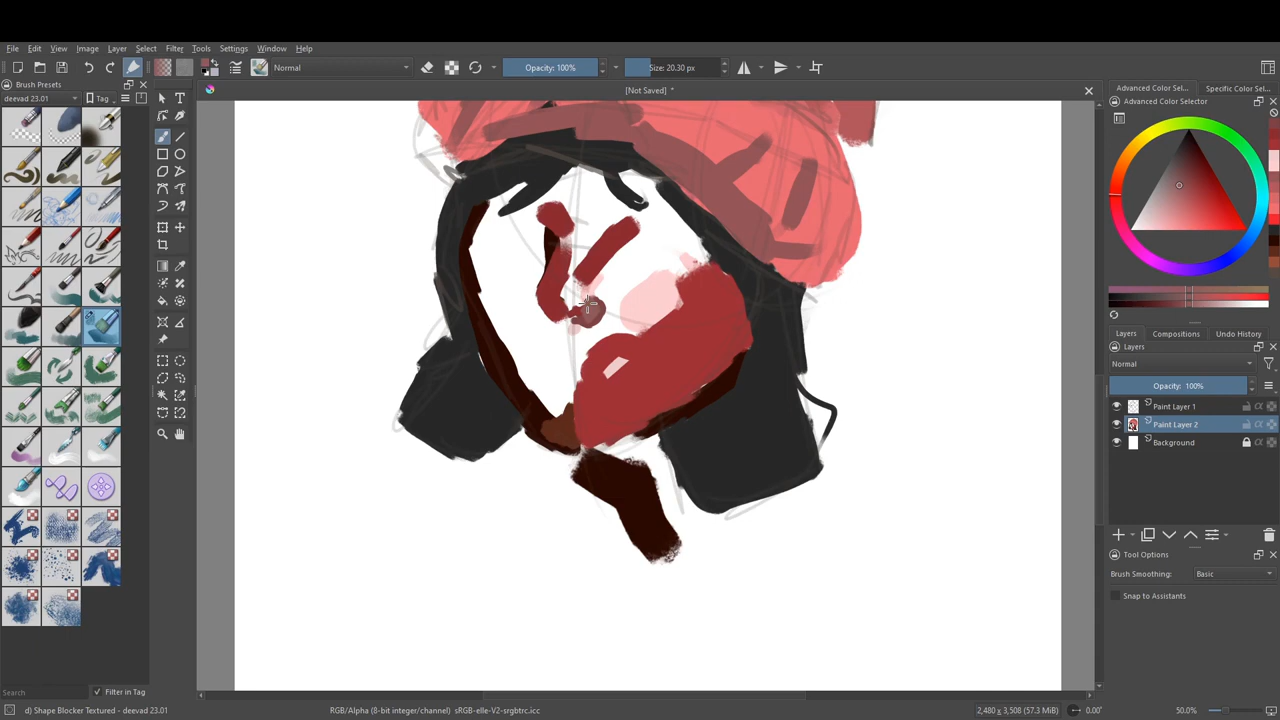 File Edit View Image Layer Select Filter Tools Settings Window Help
Normal Opacity: 100% Size: 20.30 px
Brush Presets
deevad 23.01 Tag
[Not Saved] *
Advanced Color Sel... Specific Color Sel...
Advanced Color Selector
Layers Compositions Undo History
Layers
Normal
Opacity: 100%
Paint Layer 1
Paint Layer 2
Background
Tool Options
Brush Smoothing: Basic
Snap to Assistants
Search Filter in Tag
d) Shape Blocker Textured - deevad 23.01 RGB/Alpha (8-bit integer/channel) sRGB-elle-V2-srgbtrc.icc 2,480 x 3,508 (57.3 MiB) 0.00° 50.0%